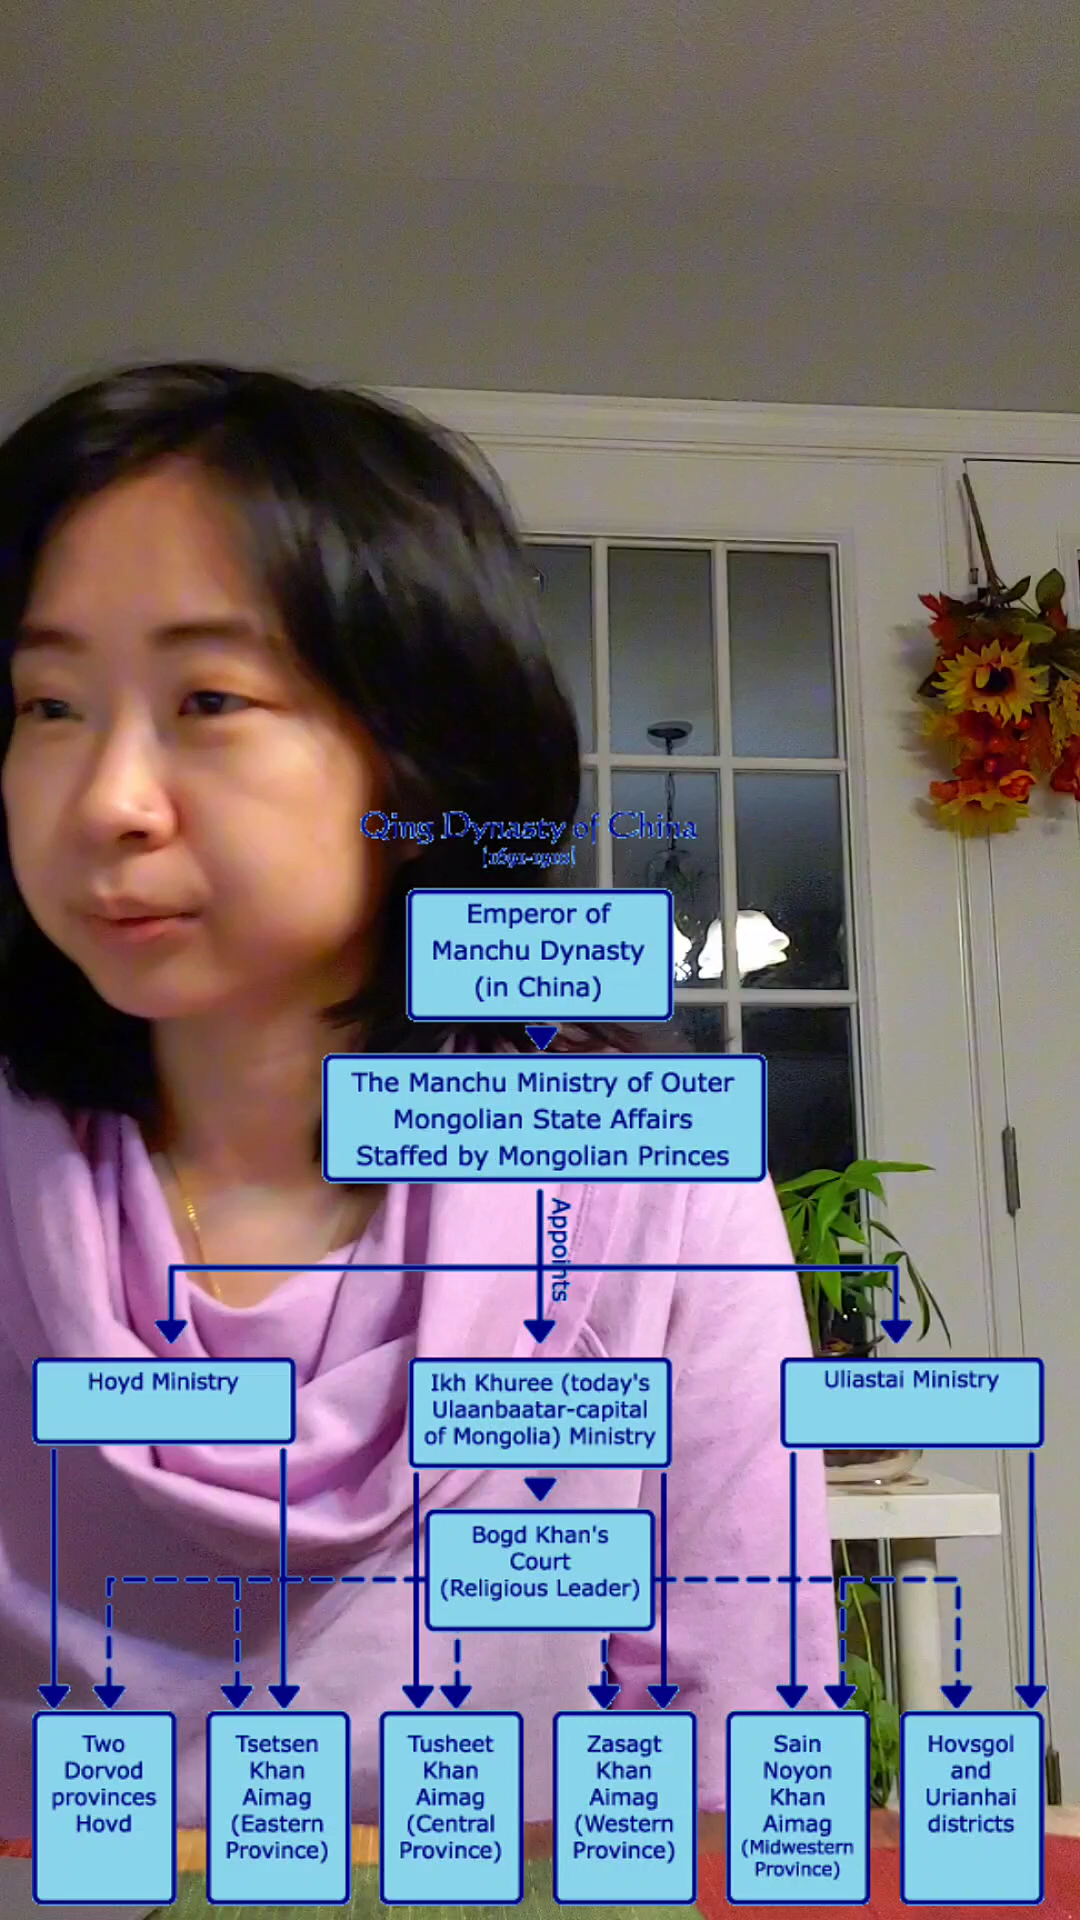 Qing Dynasty of China
Emperor of
Manchu Dynasty
(in China)
The Manchu Ministry of Outer
Mongolian State Affairs
Staffed by Mongolian Princes
Appoints
Hoyd Ministry
Ikh Khuree (today's
Ulaanbaatar-capital
of Mongolia) Ministry
Uliastai Ministry
Bogd Khan's
Court
(Religious Leader)
Two
Dorvod
provinces
Hovd
Tsetsen
Khan
Aimag
(Eastern
Province)
Tusheet
Khan
Aimag
(Central
Province)
Zasagt
Khan
Aimag
(Western
Province)
Sain
Noyon
Khan
Aimag
(Midwestern
Province)
Hovsgol
and
Urianhai
districts